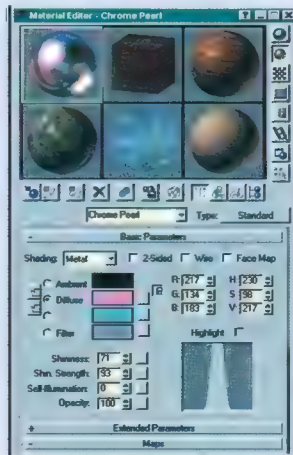 Material Editor - Chrome Pearl
Chrome Pearl
Type:
Standard
- Basic Parameters
Shading: Metal
2-Sided
Wire
Face Map
Ambient
Diffuse
Filter
R: 217
G: 134
B: 183
H: 230
S: 98
V: 217
Highlight
Shininess: 71
Shin. Strength: 93
Self-Illumination: 0
Opacity: 100
+ Extended Parameters
- Maps